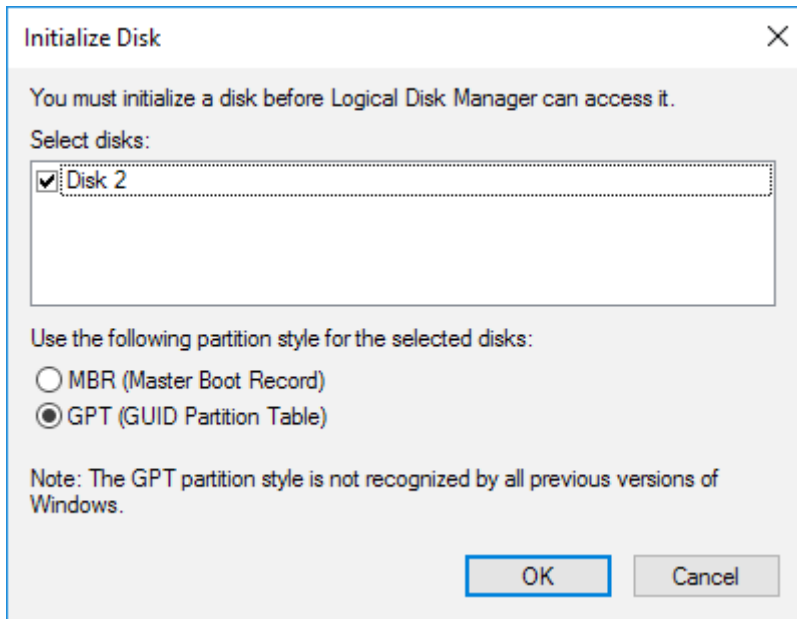 Initialize Disk
You must initialize a disk before Logical Disk Manager can access it.
Select disks:
Disk 2
Use the following partition style for the selected disks:
MBR (Master Boot Record)
GPT (GUID Partition Table)
Note: The GPT partition style is not recognized by all previous versions of
Windows.
OK
Cancel